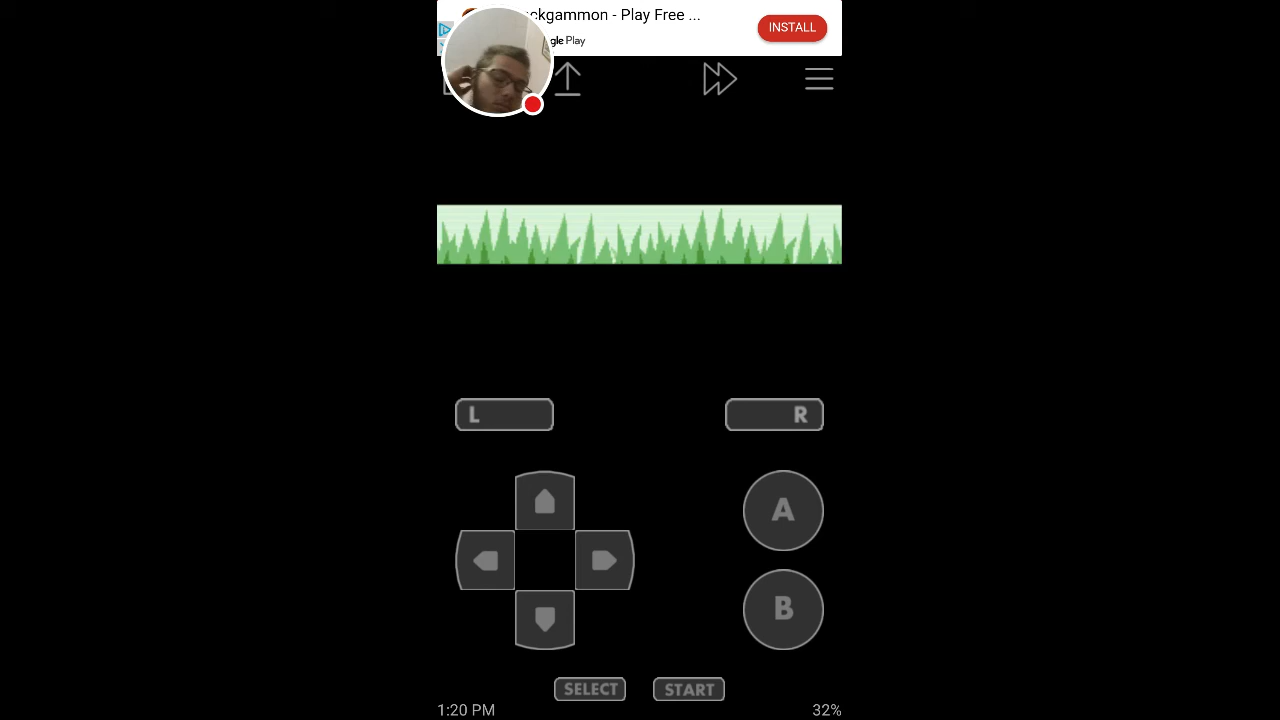 ckgammon - Play Free ...
gle Play
INSTALL
L
R
A
B
SELECT
START
1:20 PM
32%